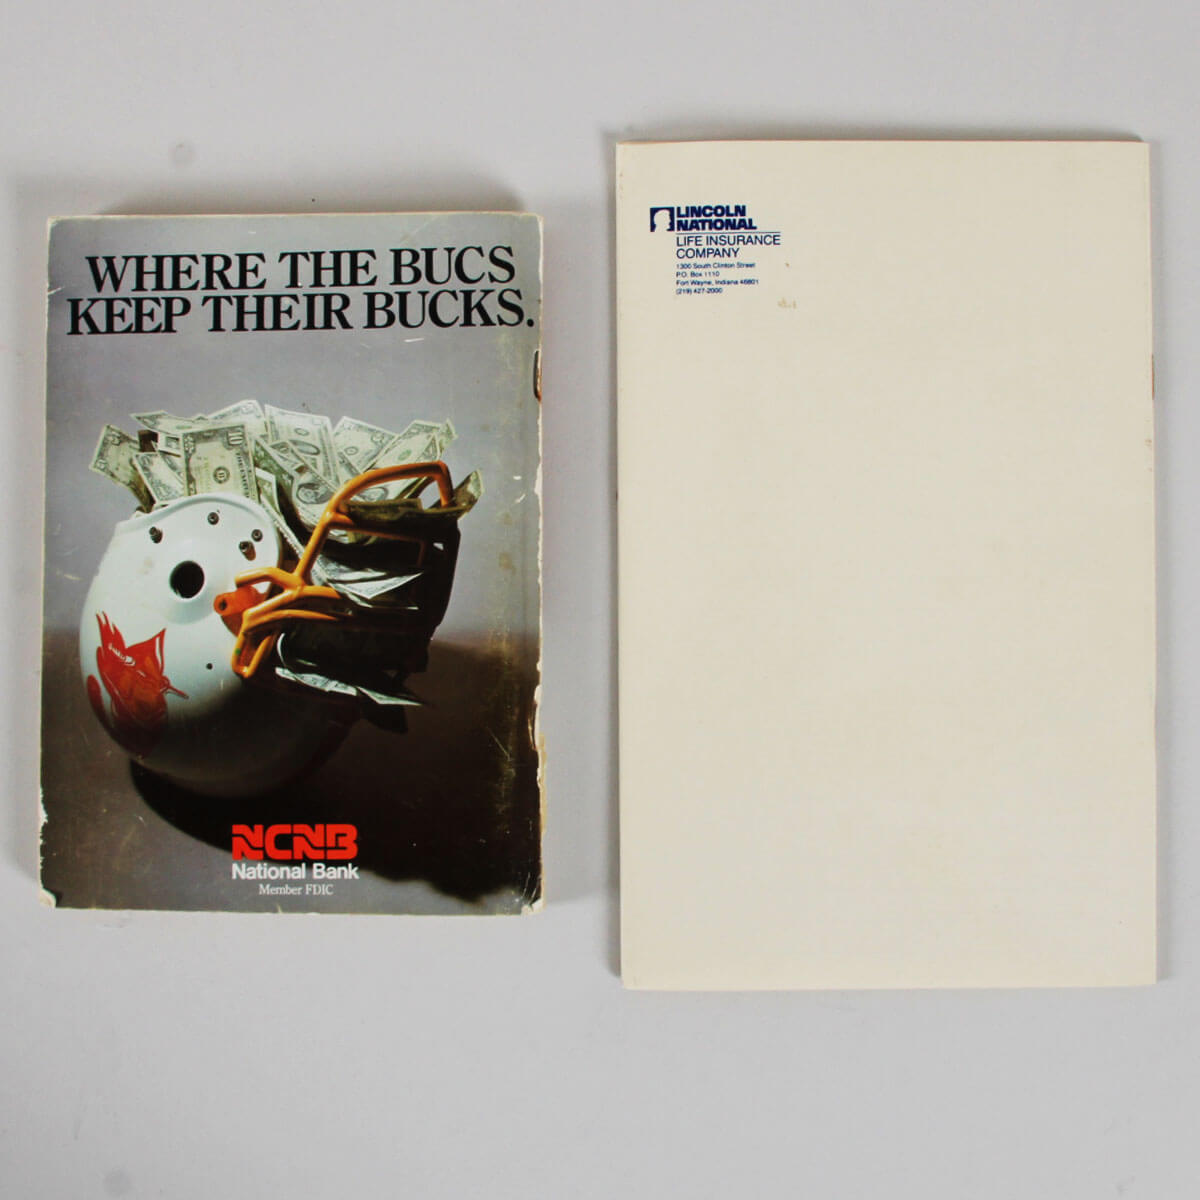 WHERE THE BUCS
KEEP THEIR BUCKS.
10
NCNB
National Bank
Member FDIC
LINCOLN
NATIONAL
LIFE INSURANCE
COMPANY
1300 South Clinton Street
P.O. Box 1110
Fort Wayne, Indiana 46801
(219) 427-2000